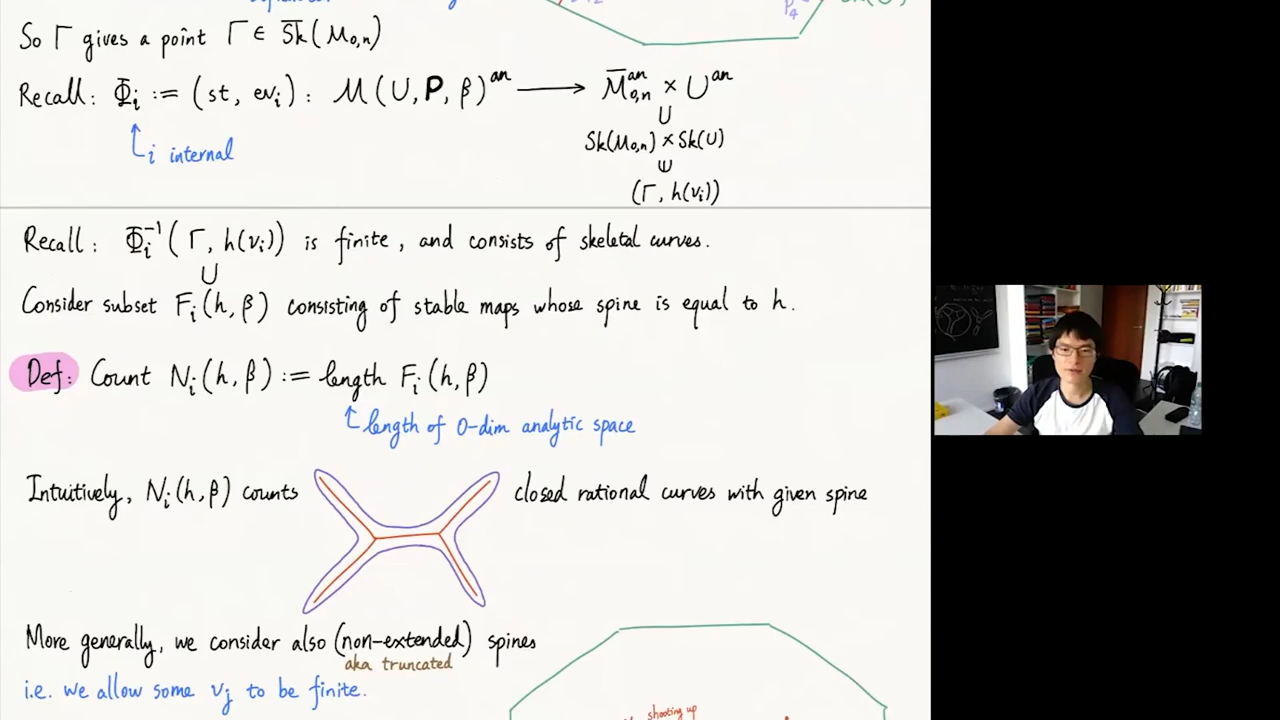 So Γ gives a point Γ ∈ S̄k(M₀,ₙ)
Recall: Φᵢ := (st, evᵢ): M(U, P, β)ᵃⁿ ⟶ M̄₀,ₙᵃⁿ × Uᵃⁿ
∪
Sk(M₀,ₙ) × Sk(U)
i internal
(Γ, h(vᵢ))
Recall: Φᵢ⁻¹(Γ, h(vᵢ)) is finite, and consists of skeletal curves.
∪
Consider subset Fᵢ(h, β) consisting of stable maps whose spine is equal to h.
Def: Count Nᵢ(h, β) := length Fᵢ(h, β)
length of 0-dim analytic space
Intuitively, Nᵢ(h, β) counts closed rational curves with given spine
More generally, we consider also (non-extended) spines
aka truncated
i.e. we allow some vⱼ to be finite.
shooting up